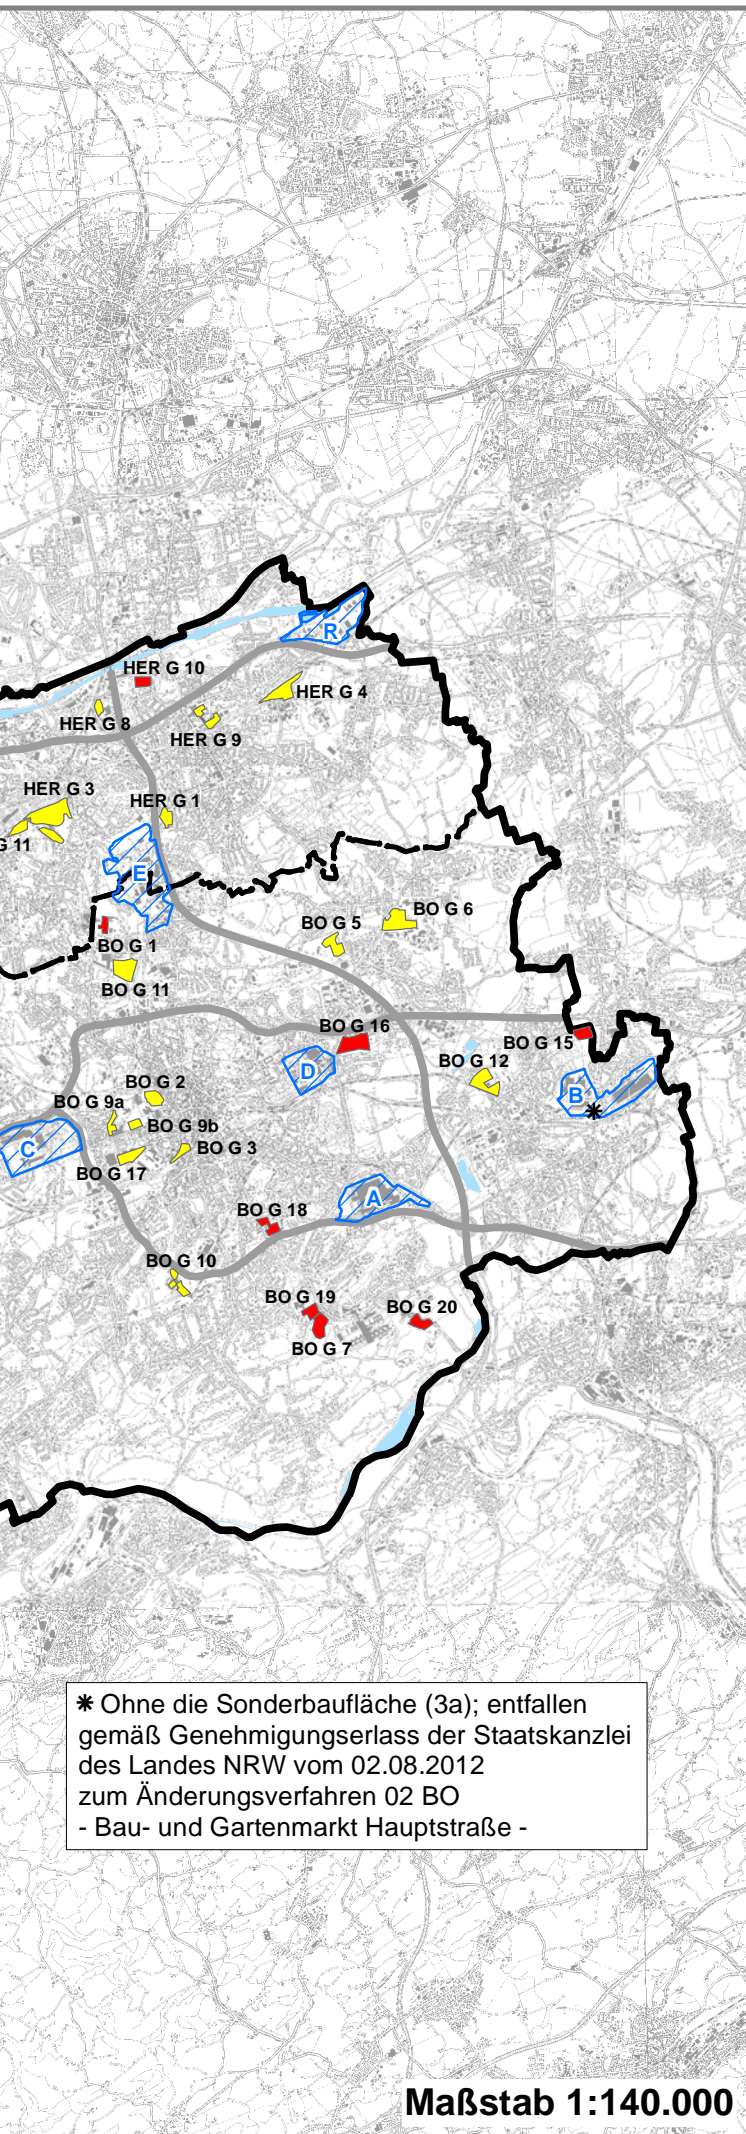 R
HER G 10
HER G 4
HER G 8
HER G 9
HER G 3
HER G 1
G 11
E
BO G 6
BO G 5
BO G 1
BO G 11
BO G 16
BO G 15
D
BO G 12
BO G 2
B
BO G 9a
BO G 9b
C
BO G 3
BO G 17
A
BO G 18
BO G 10
BO G 19
BO G 20
BO G 7
✱ Ohne die Sonderbaufläche (3a); entfallen
gemäß Genehmigungserlass der Staatskanzlei
des Landes NRW vom 02.08.2012
zum Änderungsverfahren 02 BO
- Bau- und Gartenmarkt Hauptstraße -
Maßstab 1:140.000